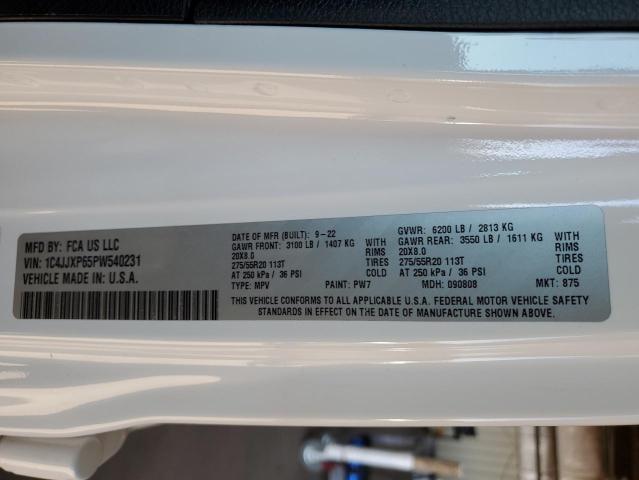 MFD BY: FCA US LLC
VIN: 1C4JJXP65PW540231
VEHICLE MADE IN: U.S.A.
DATE OF MFR (BUILT): 9-22
GAWR FRONT: 3100 LB / 1407 KG WITH
20X8.0 RIMS
275/55R20 113T TIRES
AT 250 kPa / 36 PSI COLD
TYPE: MPV PAINT: PW7
GVWR: 6200 LB / 2813 KG
GAWR REAR: 3550 LB / 1611 KG WITH
20X8.0 RIMS
275/55R20 113T TIRES
AT 250 kPa / 36 PSI COLD
MDH: 090808 MKT: 875
THIS VEHICLE CONFORMS TO ALL APPLICABLE U.S.A. FEDERAL MOTOR VEHICLE SAFETY
STANDARDS IN EFFECT ON THE DATE OF MANUFACTURE SHOWN ABOVE.